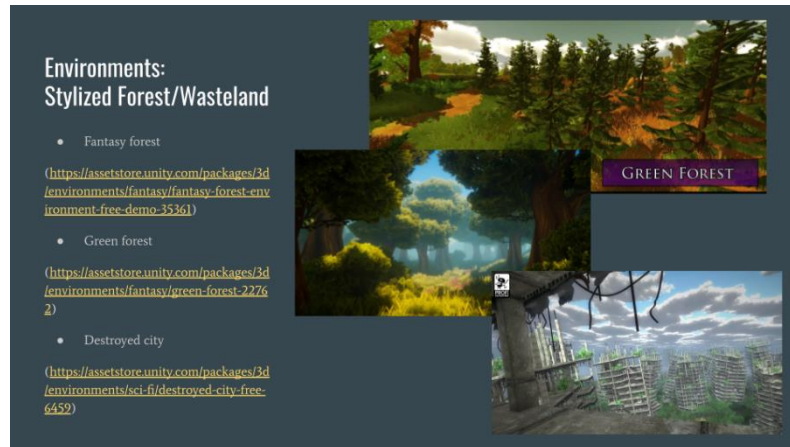 Environments:
Stylized Forest/Wasteland
● Fantasy forest
(https://assetstore.unity.com/packages/3d
/environments/fantasy/fantasy-forest-env
ironment-free-demo-35361)
● Green forest
(https://assetstore.unity.com/packages/3d
/environments/fantasy/green-forest-2276
2)
● Destroyed city
(https://assetstore.unity.com/packages/3d
/environments/sci-fi/destroyed-city-free-
6459)
GREEN FOREST